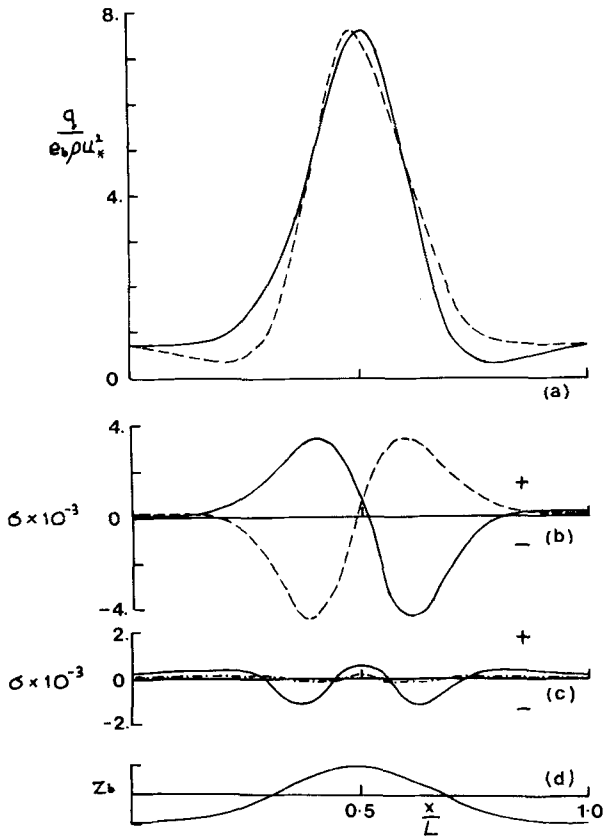 8.
q
e_b ρu_*^2
4.
0
(a)
4.
+
σ×10^-3
0
(b)
−
-4.
2.
+
σ×10^-3
0
(c)
−
-2.
(d)
Z_b
0.5
x
L
1.0